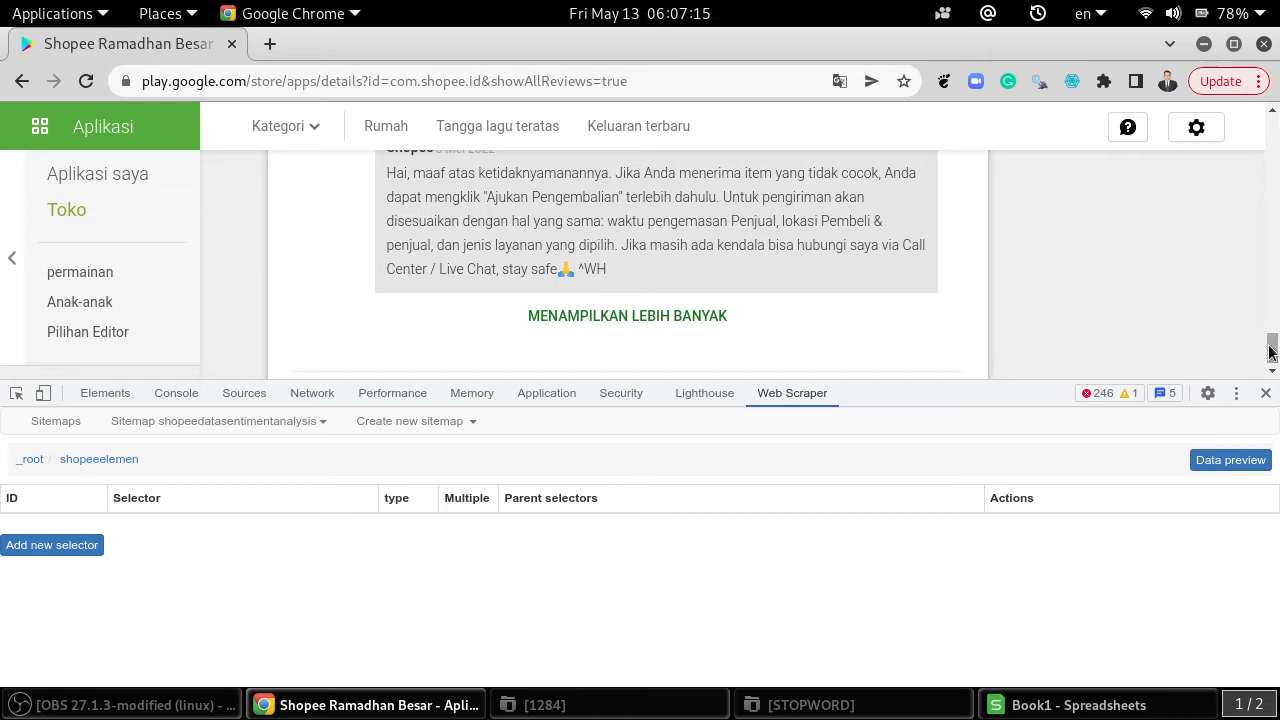 Applications Places Google Chrome Fri May 13 06:07:15 en 78%
Shopee Ramadhan Besar
play.google.com/store/apps/details?id=com.shopee.id&showAllReviews=true Update
Aplikasi Kategori Rumah Tangga lagu teratas Keluaran terbaru
Aplikasi saya
Toko
permainan
Anak-anak
Pilihan Editor
Shopee 8 Mei 2022
Hai, maaf atas ketidaknyamanannya. Jika Anda menerima item yang tidak cocok, Anda
dapat mengklik "Ajukan Pengembalian" terlebih dahulu. Untuk pengiriman akan
disesuaikan dengan hal yang sama: waktu pengemasan Penjual, lokasi Pembeli &
penjual, dan jenis layanan yang dipilih. Jika masih ada kendala bisa hubungi saya via Call
Center / Live Chat, stay safe🙏 ^WH
MENAMPILKAN LEBIH BANYAK
Elements Console Sources Network Performance Memory Application Security Lighthouse Web Scraper 246 1 5
Sitemaps Sitemap shopeedatasentimentanalysis Create new sitemap
_root / shopeeelemen Data preview
ID Selector type Multiple Parent selectors Actions
Add new selector
[OBS 27.1.3-modified (linux) - ... Shopee Ramadhan Besar - Apli... [1284] [STOPWORD] Book1 - Spreadsheets 1 / 2